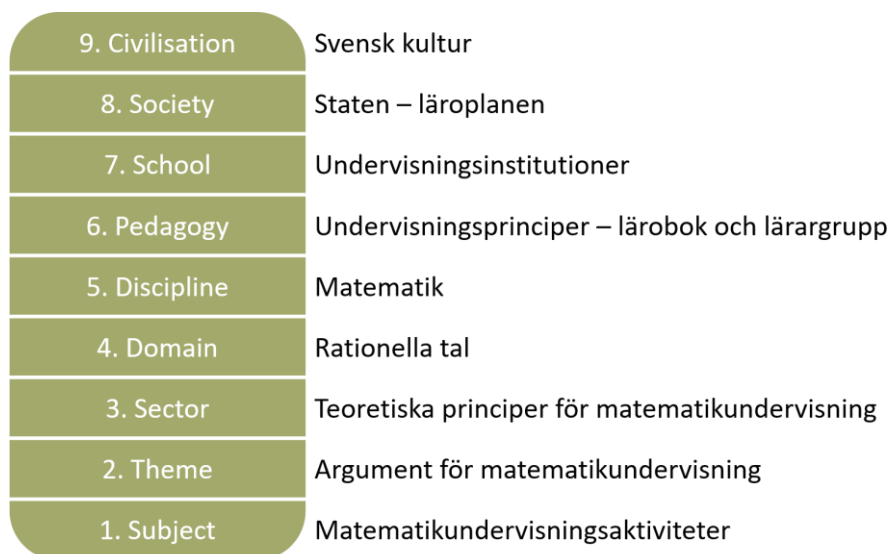 9. Civilisation Svensk kultur
8. Society Staten – läroplanen
7. School Undervisningsinstitutioner
6. Pedagogy Undervisningsprinciper – lärobok och lärargrupp
5. Discipline Matematik
4. Domain Rationella tal
3. Sector Teoretiska principer för matematikundervisning
2. Theme Argument för matematikundervisning
1. Subject Matematikundervisningsaktiviteter